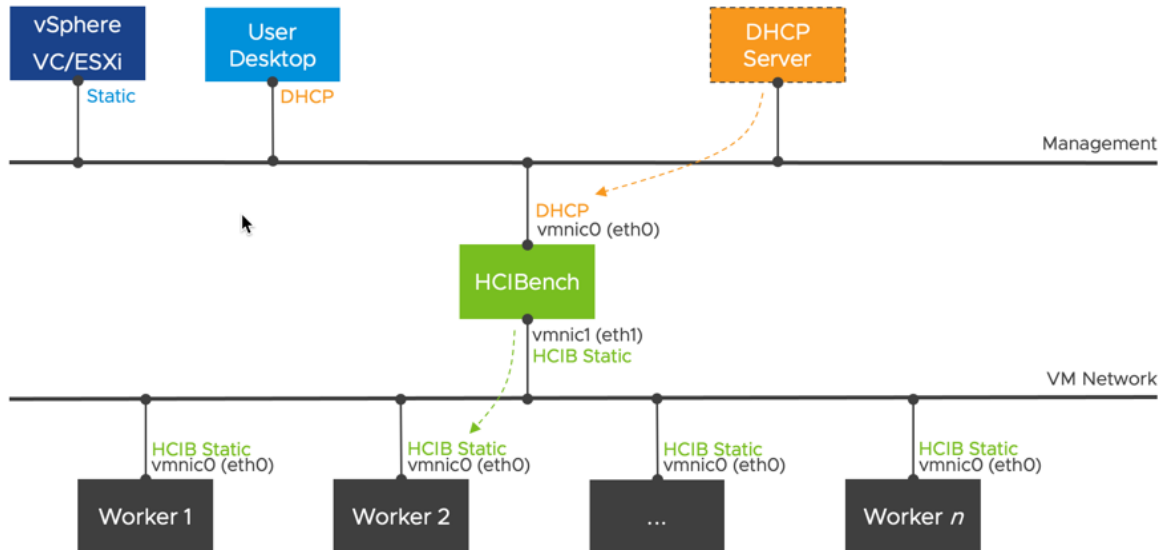 vSphere
VC/ESXi
User
Desktop
DHCP
Server
Static
DHCP
Management
DHCP
vmnic0 (eth0)
HCIBench
vmnic1 (eth1)
HCIB Static
VM Network
HCIB Static
vmnic0 (eth0)
HCIB Static
vmnic0 (eth0)
HCIB Static
vmnic0 (eth0)
HCIB Static
vmnic0 (eth0)
Worker 1
Worker 2
...
Worker n